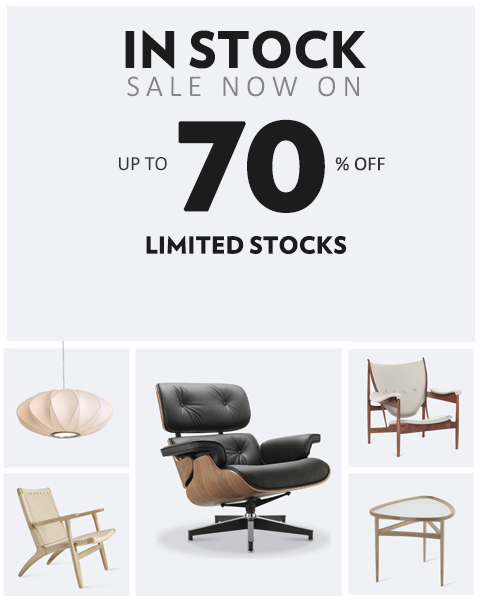 IN STOCK
SALE NOW ON
UP TO 70 % OFF
LIMITED STOCKS